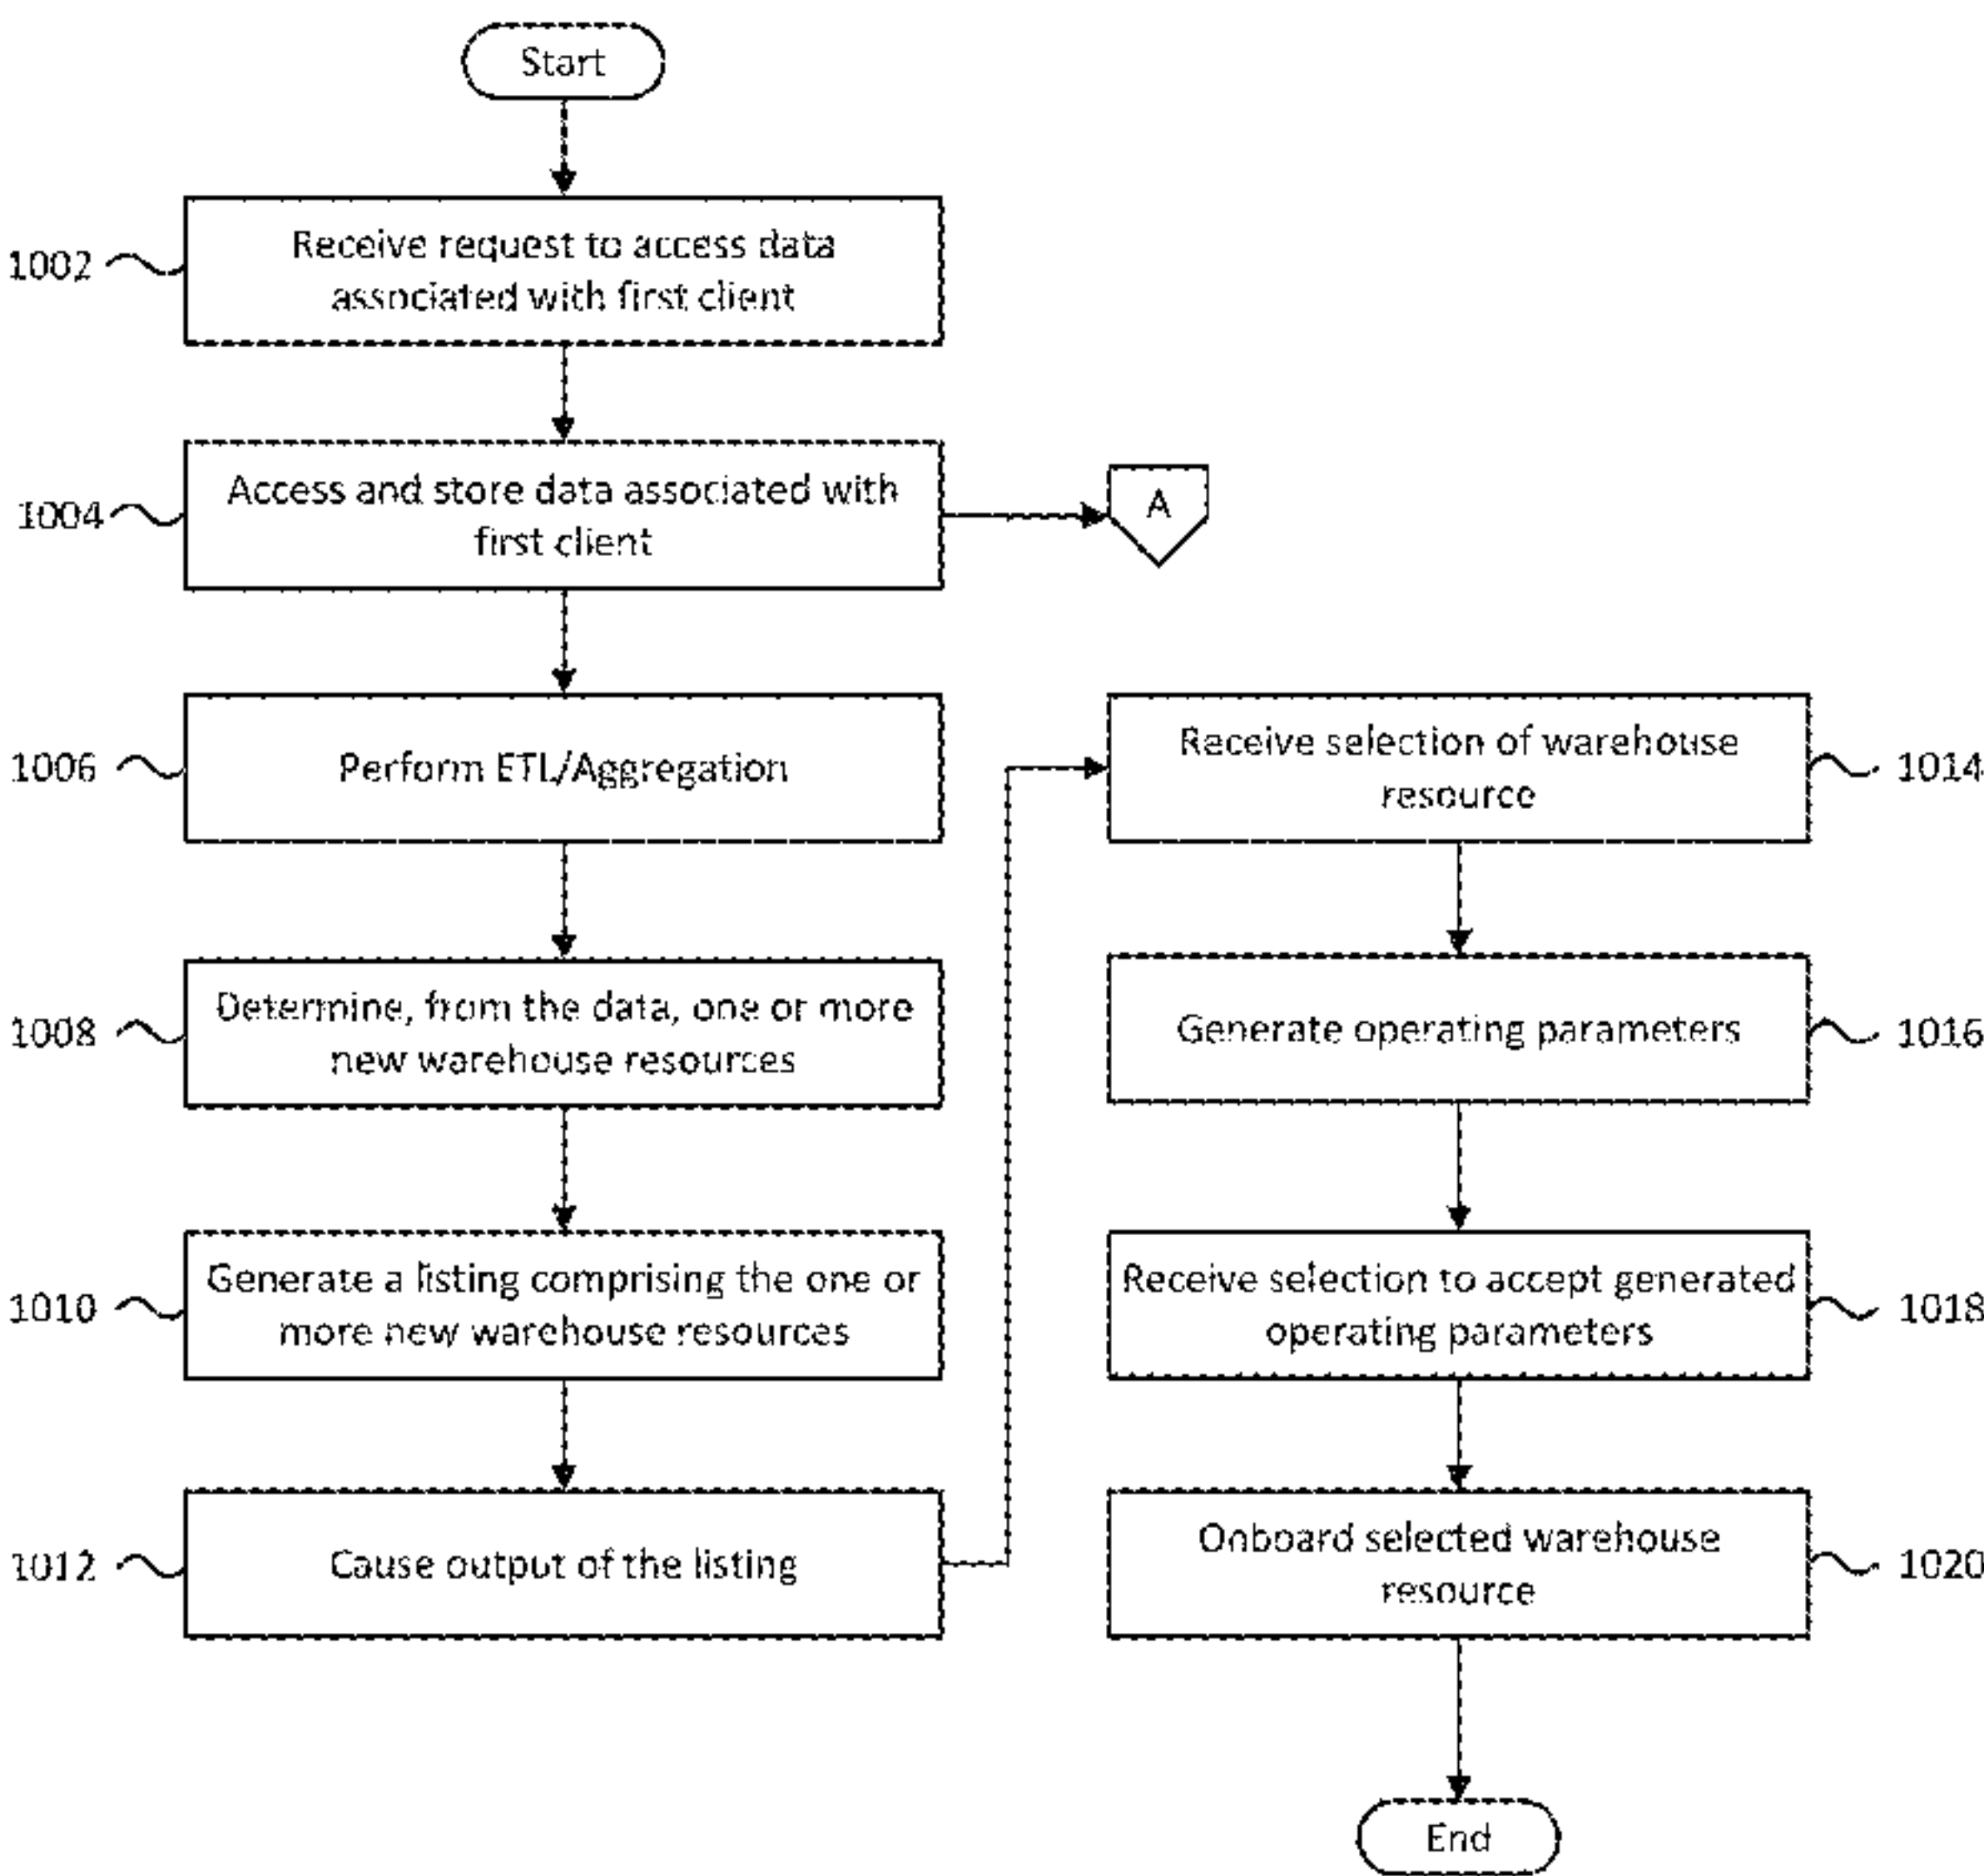 Start
1002
Receive request to access data
associated with first client
1004
Access and store data associated with
first client
A
1006
Perform ETL/Aggregation
1008
Determine, from the data, one or more
new warehouse resources
1010
Generate a listing comprising the one or
more new warehouse resources
1012
Cause output of the listing
Receive selection of warehouse
resource
1014
Generate operating parameters
1016
Receive selection to accept generated
operating parameters
1018
Onboard selected warehouse
resource
1020
End